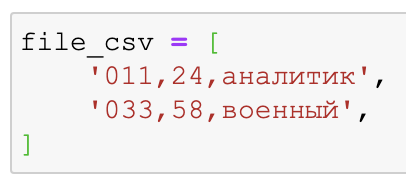 file_csv = [
    '011,24,аналитик',
    '033,58,военный',
]